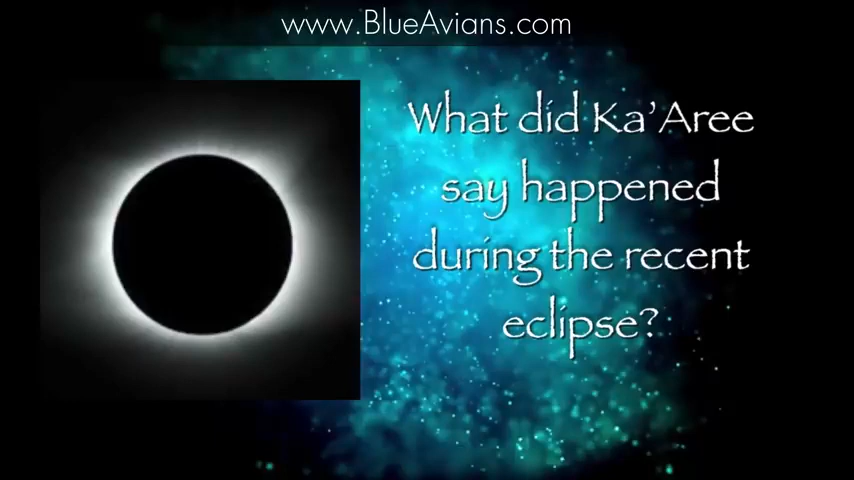 www.BlueAvians.com
What did Ka'Aree
say happened
during the recent
eclipse?